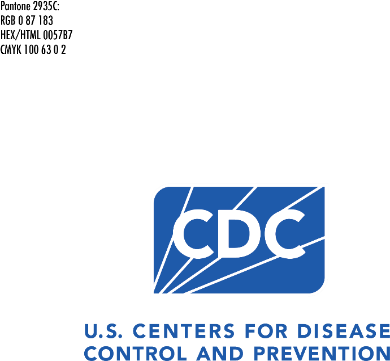 Pantone 2935C:
RGB 0 87 183
HEX/HTML 0057B7
CMYK 100 63 0 2
CDC
U.S. CENTERS FOR DISEASE
CONTROL AND PREVENTION